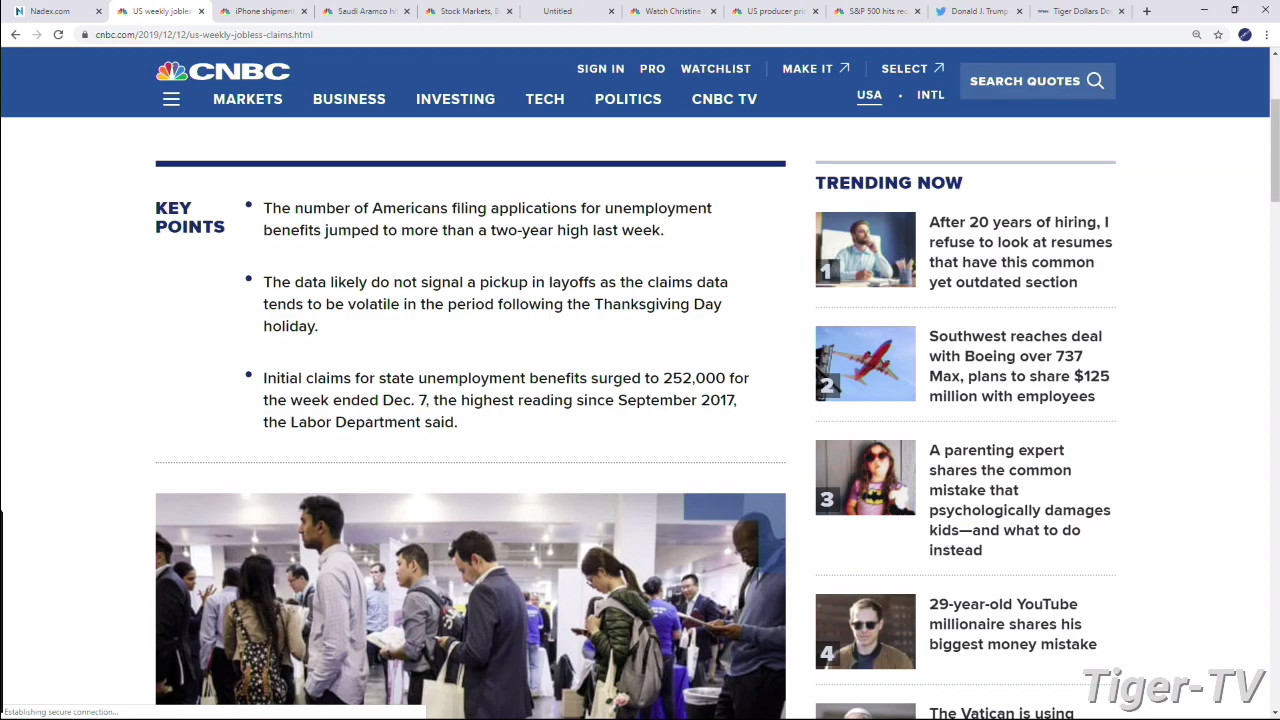 Nadex.com
US weekly jobles
iPhone shipment
Saudi Aramco hi
Stock Markets, B
Untitled
Watch Christine
US producer pri
S&P 500 hits rec
Donald J. Trump
Tiger Dollars Do
cnbc.com/2019/12/12/us-weekly-jobless-claims.html
CNBC
SIGN IN
PRO
WATCHLIST
MAKE IT
SELECT
SEARCH QUOTES
MARKETS
BUSINESS
INVESTING
TECH
POLITICS
CNBC TV
USA
INTL
KEY
POINTS
• The number of Americans filing applications for unemployment
benefits jumped to more than a two-year high last week.
• The data likely do not signal a pickup in layoffs as the claims data
tends to be volatile in the period following the Thanksgiving Day
holiday.
• Initial claims for state unemployment benefits surged to 252,000 for
the week ended Dec. 7, the highest reading since September 2017,
the Labor Department said.
TRENDING NOW
1
After 20 years of hiring, I
refuse to look at resumes
that have this common
yet outdated section
2
Southwest reaches deal
with Boeing over 737
Max, plans to share $125
million with employees
3
A parenting expert
shares the common
mistake that
psychologically damages
kids—and what to do
instead
4
29-year-old YouTube
millionaire shares his
biggest money mistake
The Vatican is using
Establishing secure connection...
Tiger-TV